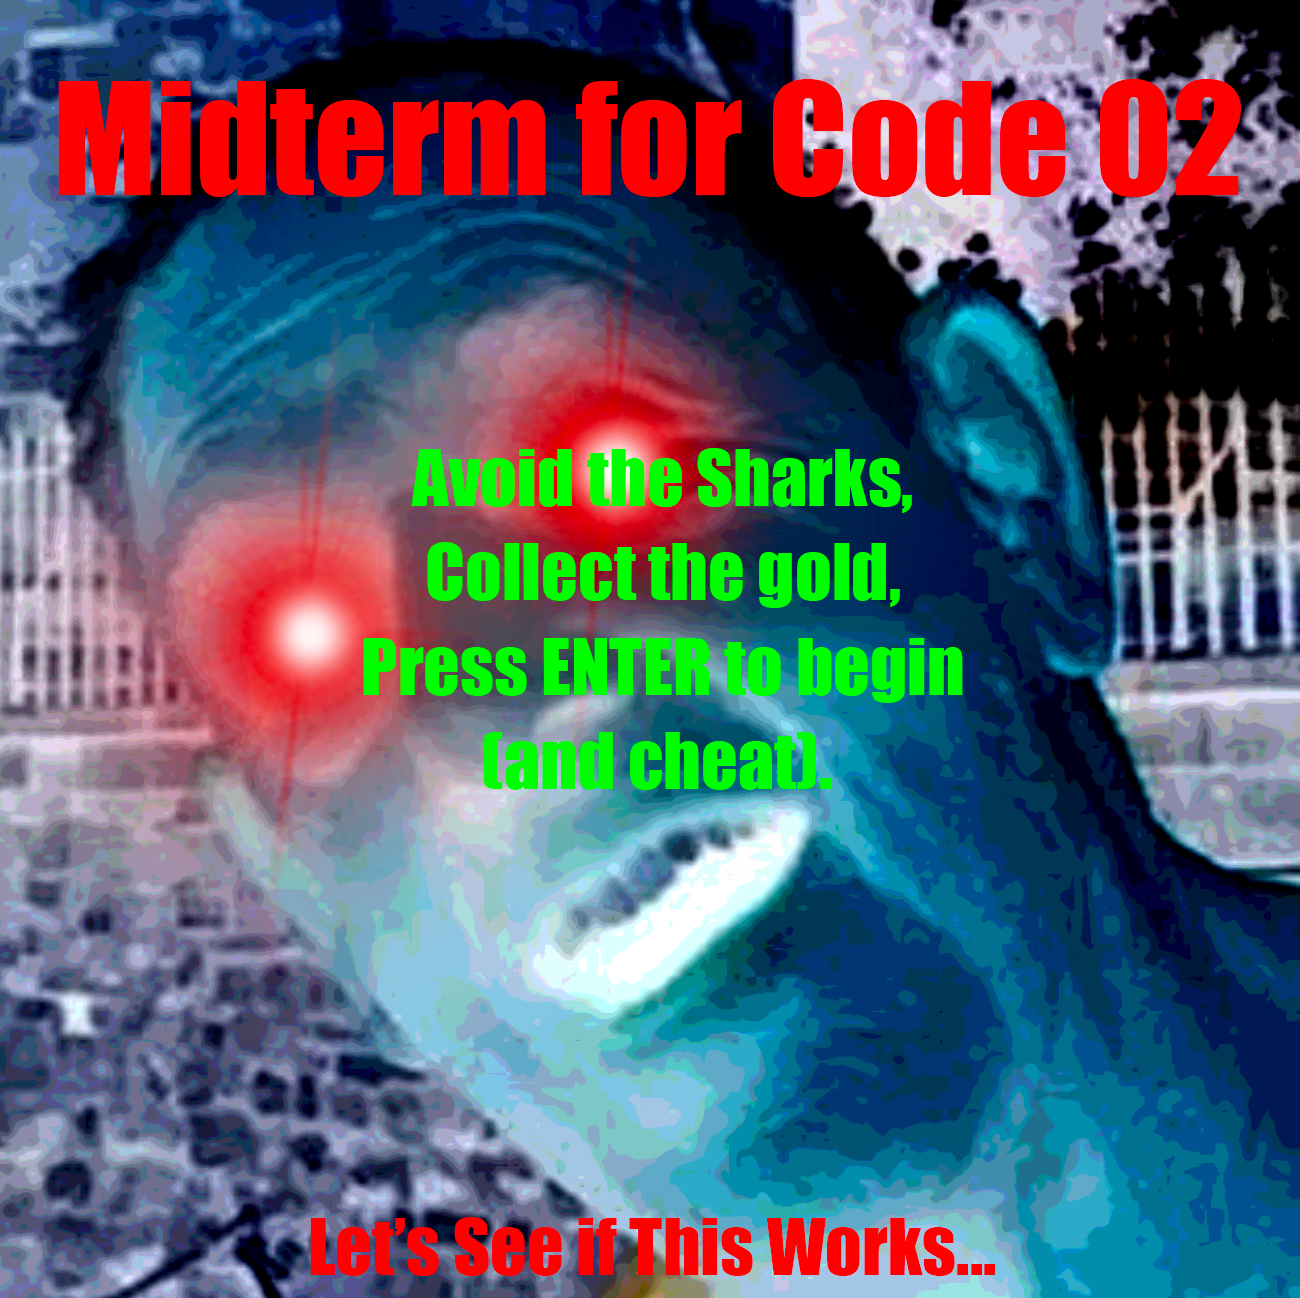 Midterm for Code 02
Avoid the Sharks,
Collect the gold,
Press ENTER to begin
(and cheat).
Let's See if This Works...